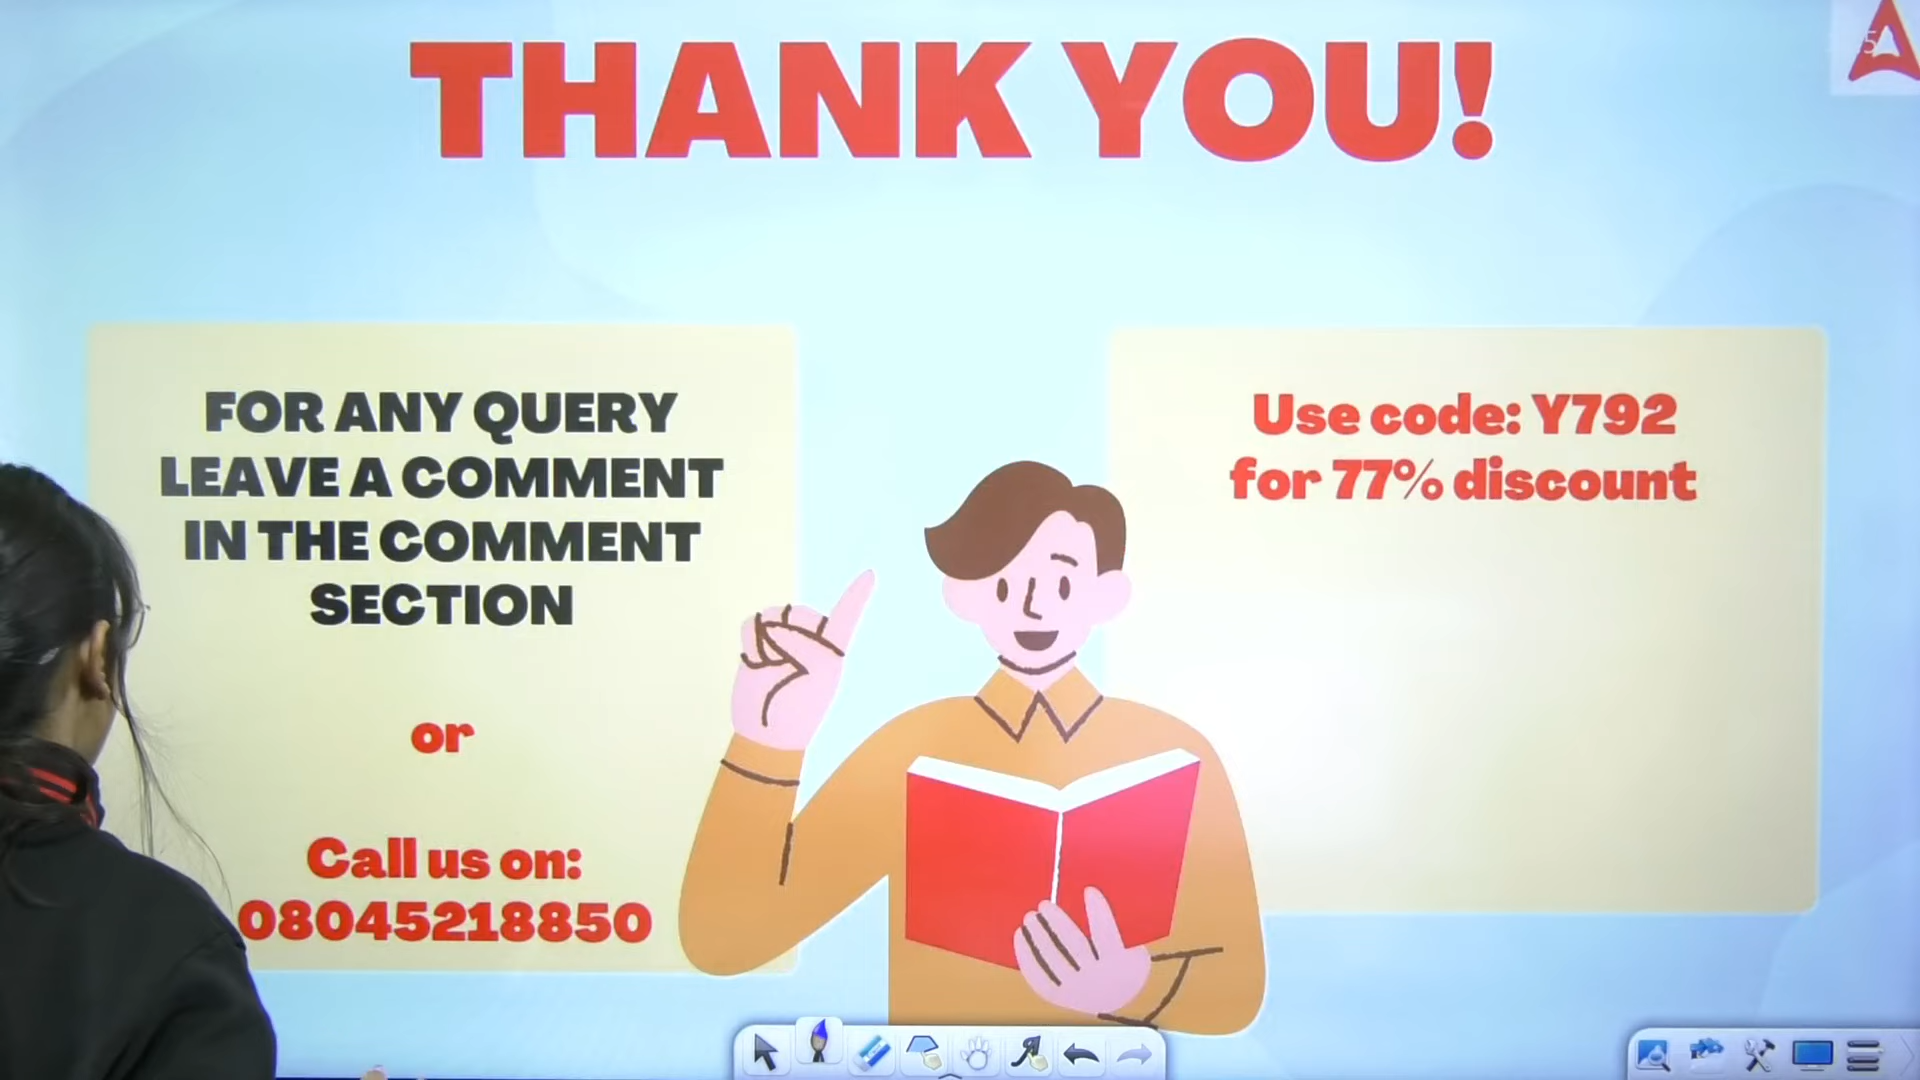 THANK YOU!
FOR ANY QUERY
LEAVE A COMMENT
IN THE COMMENT
SECTION
or
Call us on:
08045218850
Use code: Y792
for 77% discount